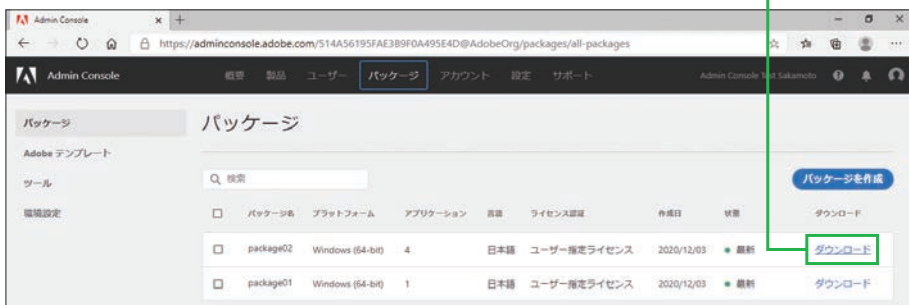 Admin Console
https://adminconsole.adobe.com/514A56195FAE3B9F0A495E4D@AdobeOrg/packages/all-packages
Admin Console 概要 製品 ユーザー パッケージ アカウント 設定 サポート Admin Console Test Sakamoto
パッケージ
パッケージ
Adobe テンプレート
ツール
環境設定
検索
パッケージを作成
パッケージ名 プラットフォーム アプリケーション 言語 ライセンス認証 作成日 状態 ダウンロード
package02 Windows (64-bit) 4 日本語 ユーザー指定ライセンス 2020/12/03 最新 ダウンロード
package01 Windows (64-bit) 1 日本語 ユーザー指定ライセンス 2020/12/03 最新 ダウンロード